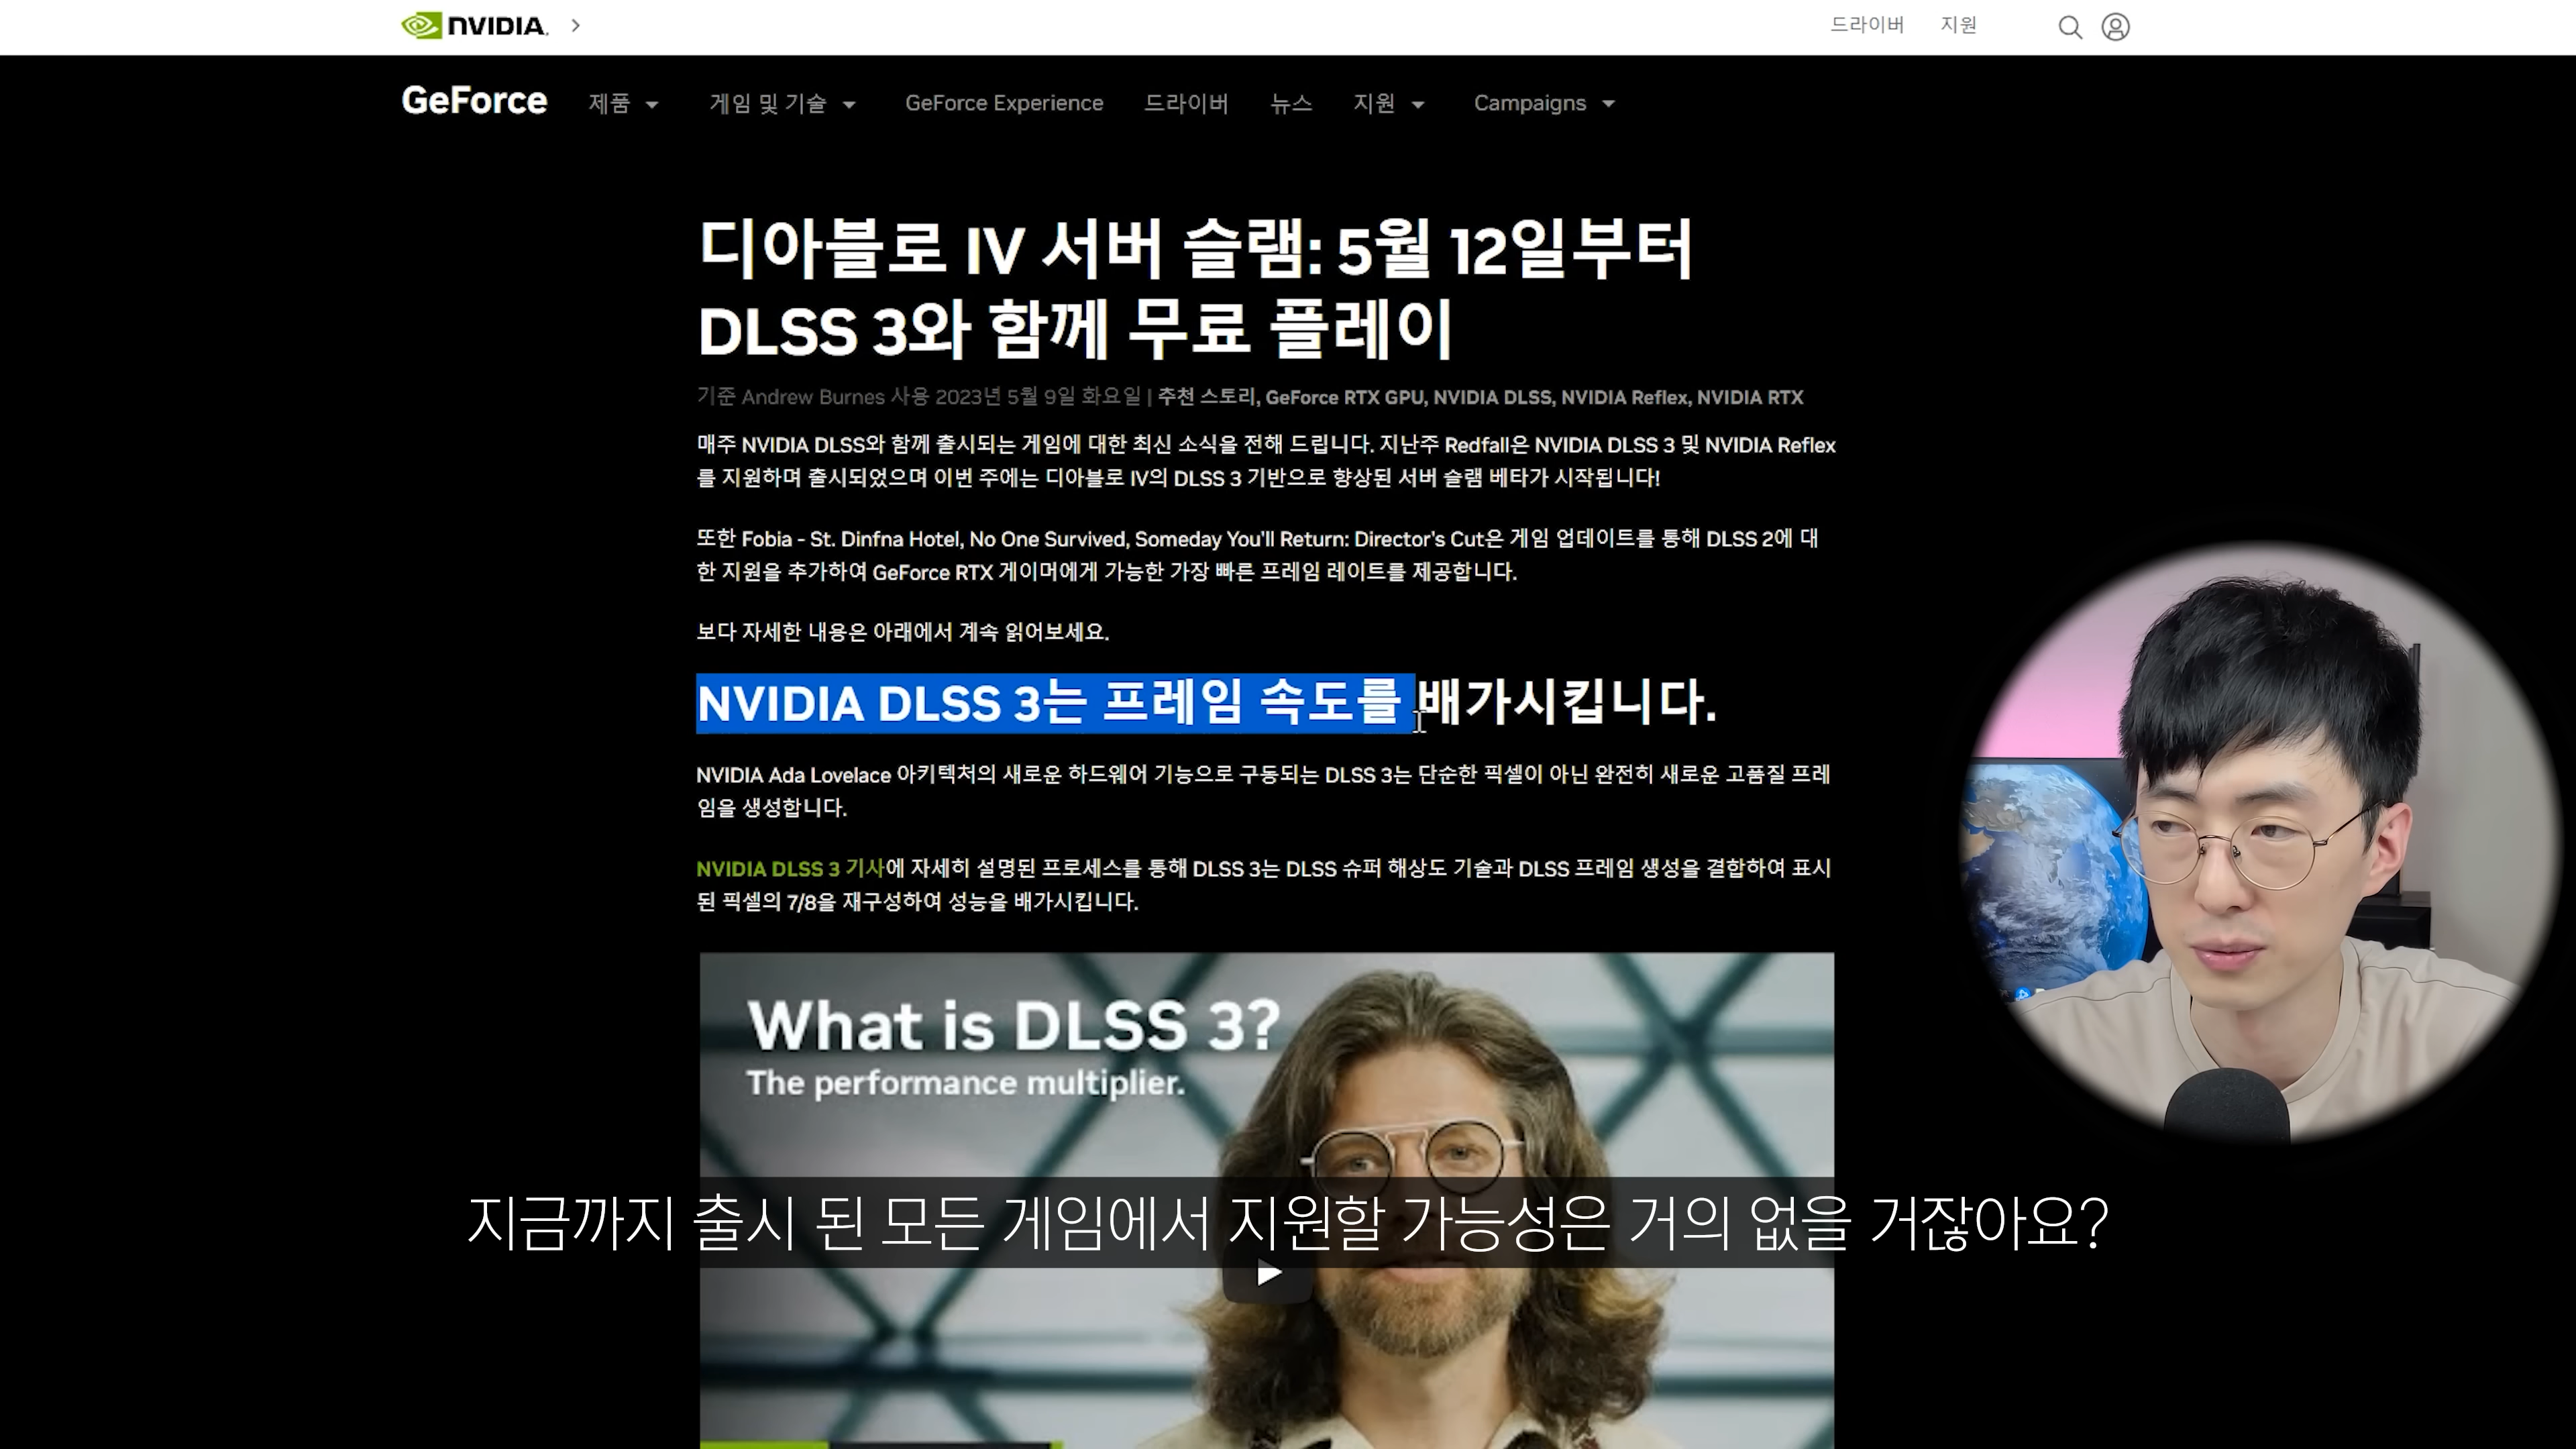 NVIDIA.
드라이버 지원
GeForce 제품 게임 및 기술 GeForce Experience 드라이버 뉴스 지원 Campaigns
디아블로 IV 서버 슬램: 5월 12일부터
DLSS 3와 함께 무료 플레이
기준 Andrew Burnes 사용 2023년 5월 9일 화요일 | 추천 스토리, GeForce RTX GPU, NVIDIA DLSS, NVIDIA Reflex, NVIDIA RTX
매주 NVIDIA DLSS와 함께 출시되는 게임에 대한 최신 소식을 전해 드립니다. 지난주 Redfall은 NVIDIA DLSS 3 및 NVIDIA Reflex
를 지원하며 출시되었으며 이번 주에는 디아블로 IV의 DLSS 3 기반으로 향상된 서버 슬램 베타가 시작됩니다!
또한 Fobia - St. Dinfna Hotel, No One Survived, Someday You'll Return: Director's Cut은 게임 업데이트를 통해 DLSS 2에 대
한 지원을 추가하여 GeForce RTX 게이머에게 가능한 가장 빠른 프레임 레이트를 제공합니다.
보다 자세한 내용은 아래에서 계속 읽어보세요.
NVIDIA DLSS 3는 프레임 속도를 배가시킵니다.
NVIDIA Ada Lovelace 아키텍처의 새로운 하드웨어 기능으로 구동되는 DLSS 3는 단순한 픽셀이 아닌 완전히 새로운 고품질 프레
임을 생성합니다.
NVIDIA DLSS 3 기사에 자세히 설명된 프로세스를 통해 DLSS 3는 DLSS 슈퍼 해상도 기술과 DLSS 프레임 생성을 결합하여 표시
된 픽셀의 7/8을 재구성하여 성능을 배가시킵니다.
What is DLSS 3?
The performance multiplier.
지금까지 출시 된 모든 게임에서 지원할 가능성은 거의 없을 거잖아요?